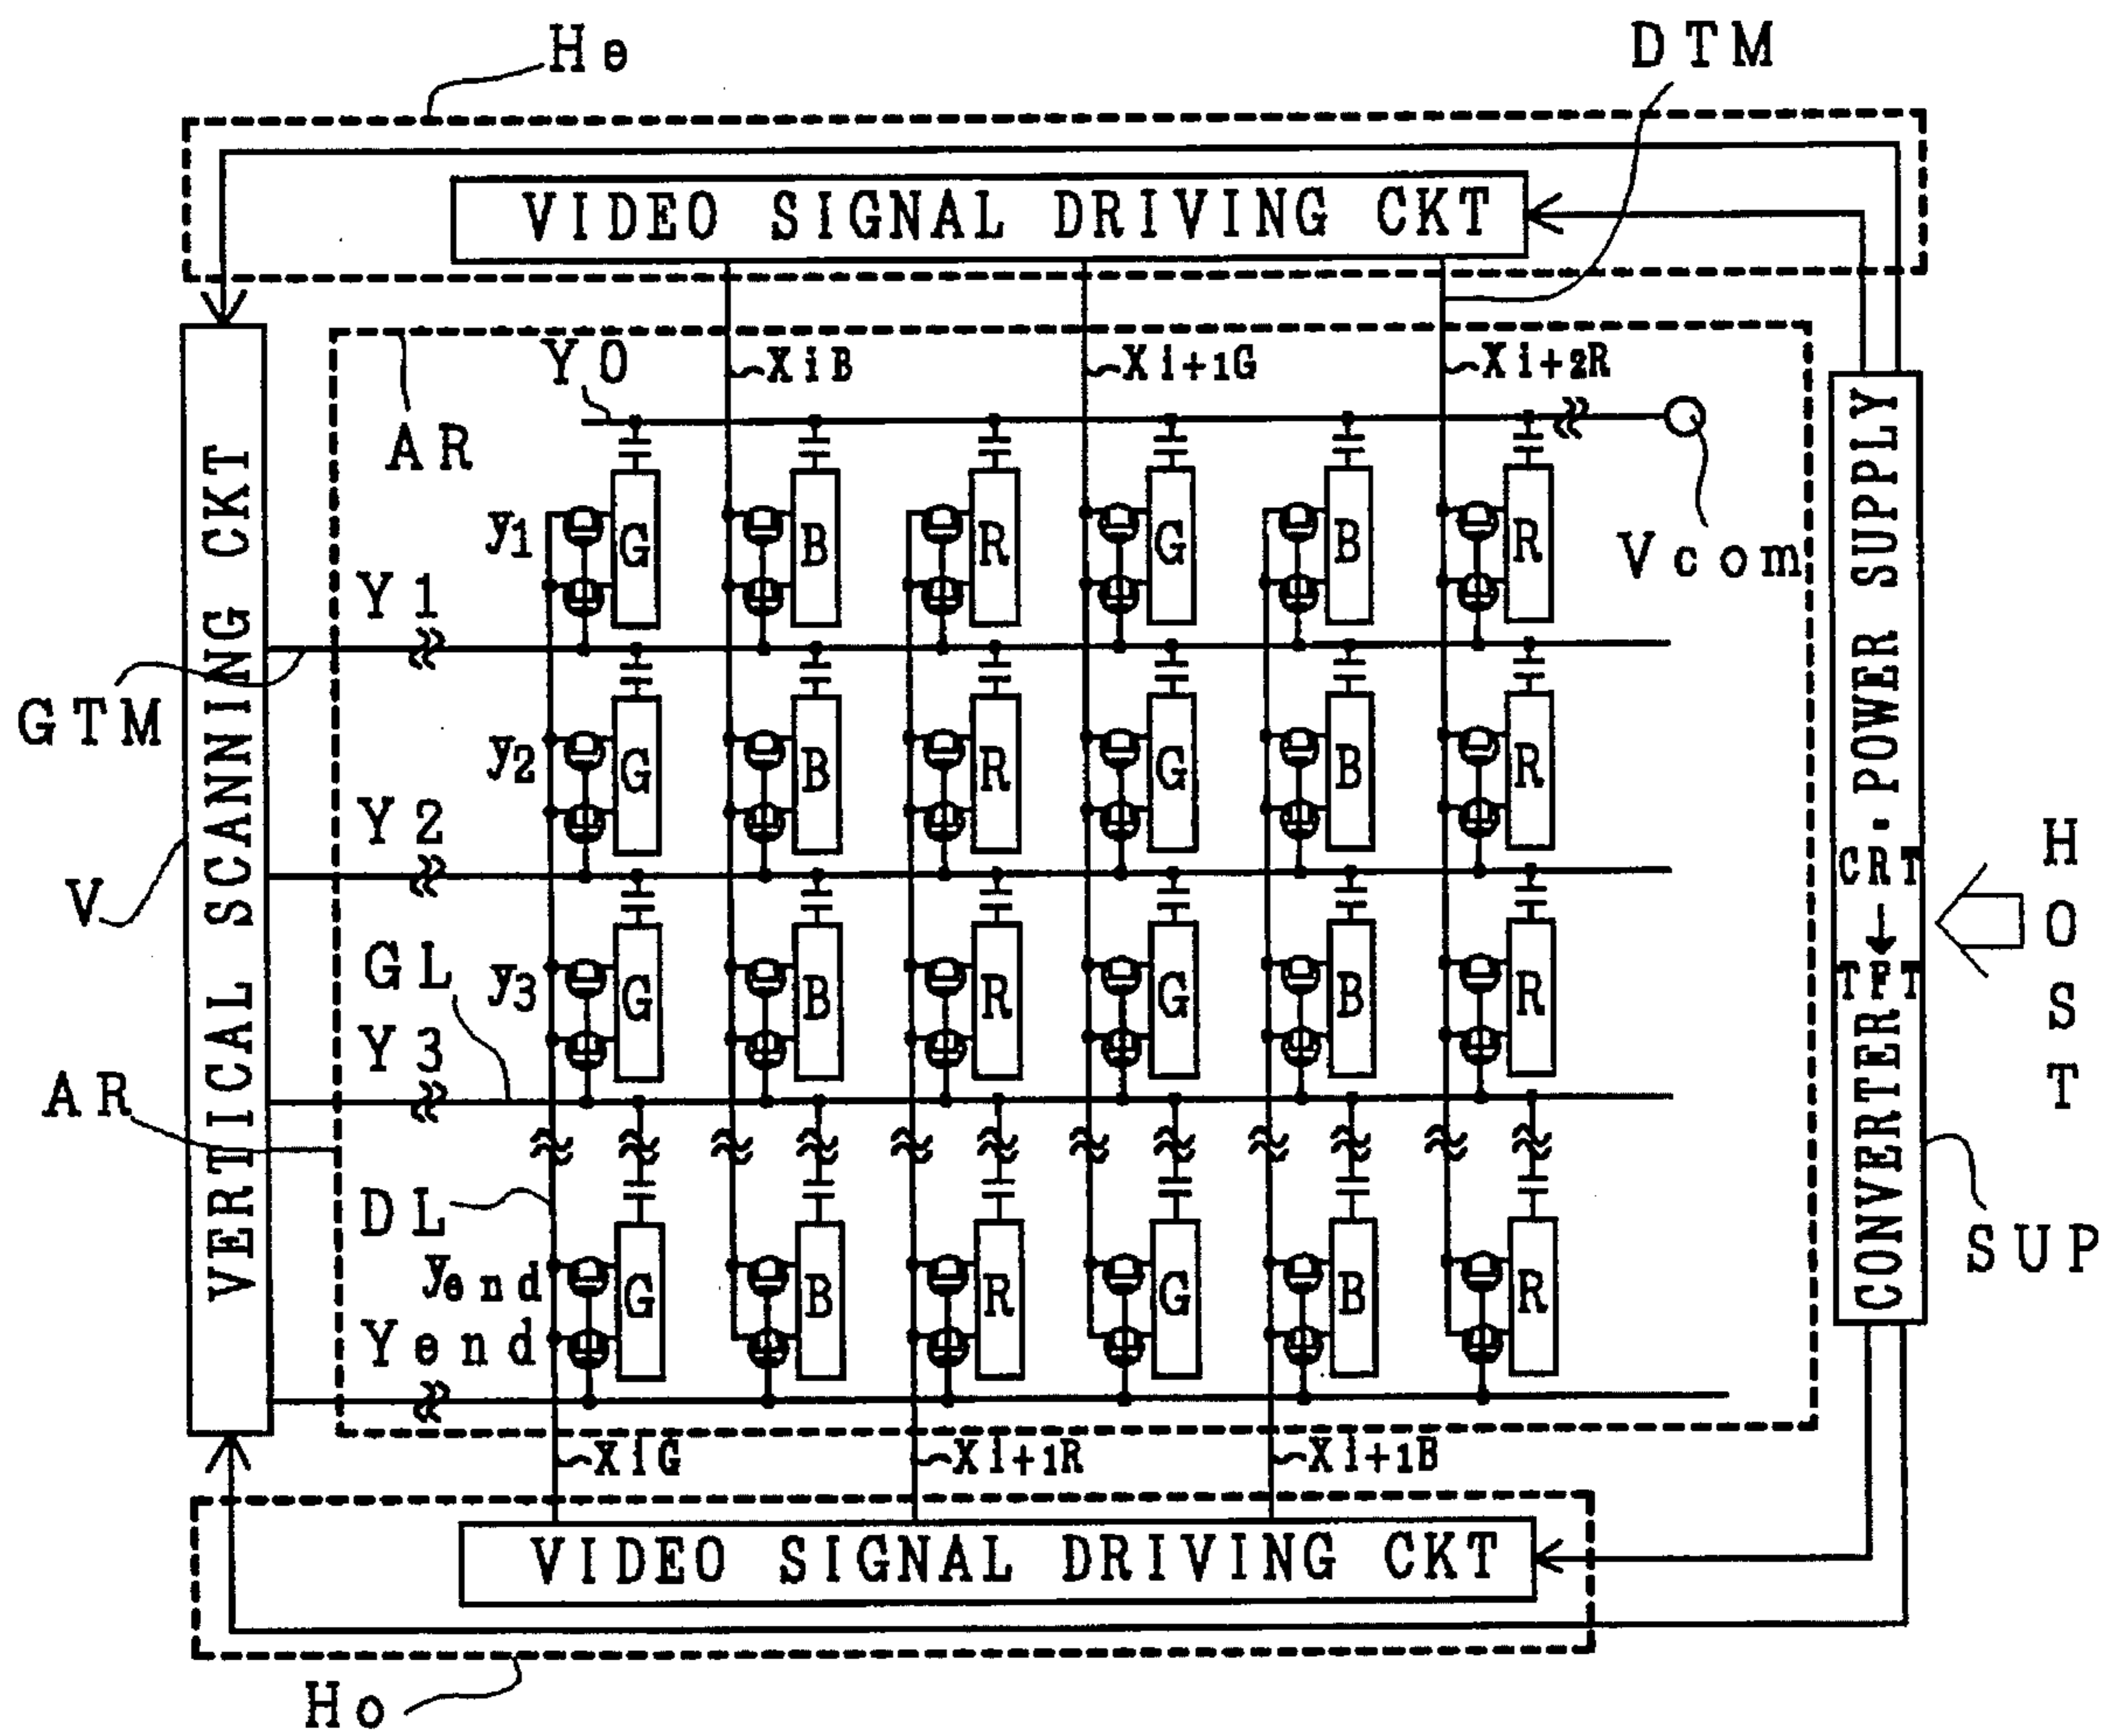 He
DTM
VIDEO SIGNAL DRIVING CKT
XiB
Xi+1G
Xi+2R
Y0
AR
Vcom
VERTICAL SCANNING CKT
CONVERTER・POWER SUPPLY
CRT
↓
TFT
HOST
SUP
y1
G B R G B R
Y1
GTM
y2
G B R G B R
Y2
V
GL
y3
G B R G B R
Y3
AR
DL
yend
G B R G B R
Yend
XiG
Xi+1R
Xi+1B
VIDEO SIGNAL DRIVING CKT
Ho